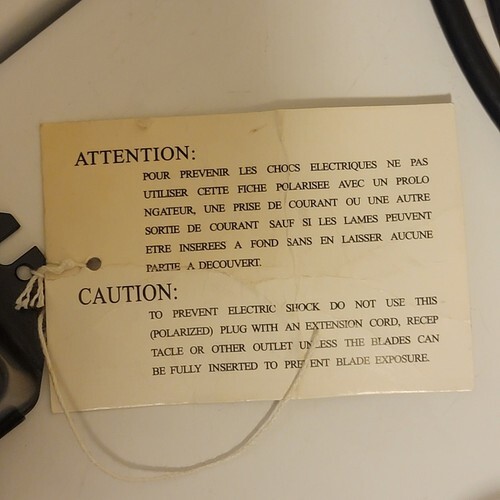 ATTENTION:
POUR PREVENIR LES CHOCS ELECTRIQUES NE PAS
UTILISER CETTE FICHE POLARISEE AVEC UN PROLO
NGATEUR, UNE PRISE DE COURANT OU UNE AUTRE
SORTIE DE COURANT SAUF SI LES LAMES PEUVENT
ETRE INSEREES A FOND SANS EN LAISSER AUCUNE
PARTIE A DECOUVERT.
CAUTION:
TO PREVENT ELECTRIC SHOCK DO NOT USE THIS
(POLARIZED) PLUG WITH AN EXTENSION CORD, RECEP
TACLE OR OTHER OUTLET UNLESS THE BLADES CAN
BE FULLY INSERTED TO PREVENT BLADE EXPOSURE.